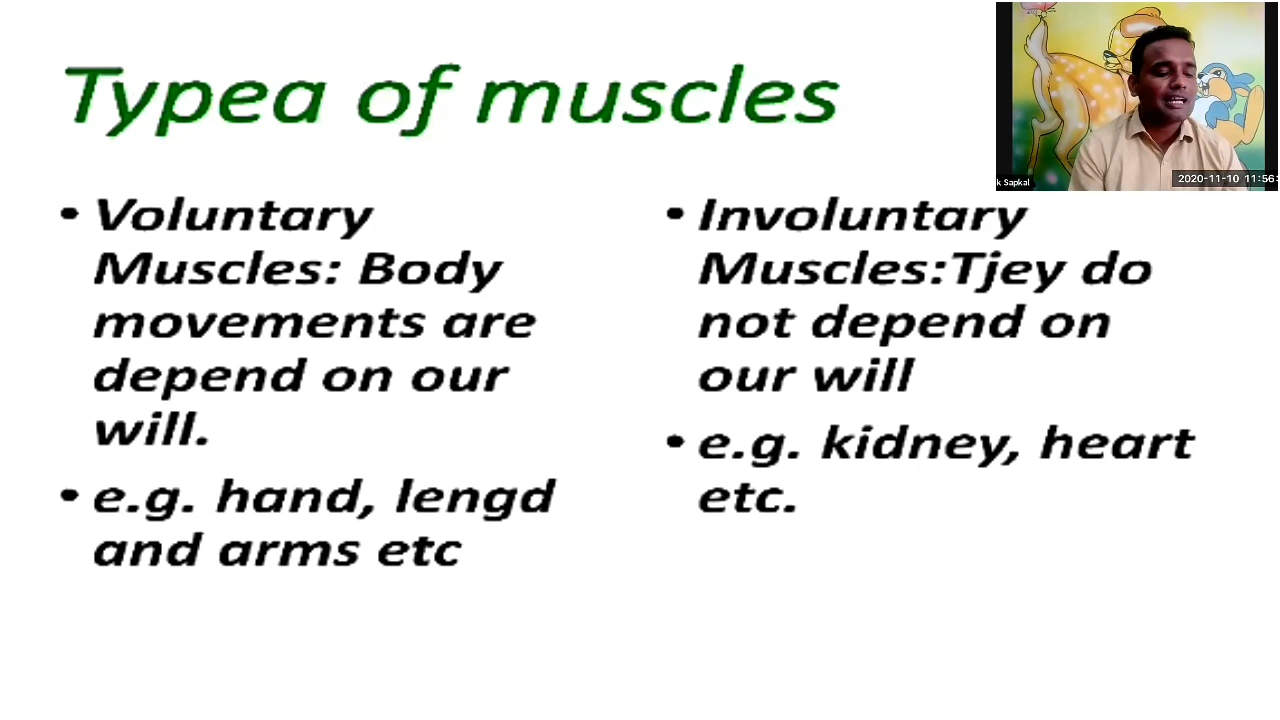 Typea of muscles
• Voluntary
Muscles: Body
movements are
depend on our
will.
• e.g. hand, lengd
and arms etc
• Involuntary
Muscles:Tjey do
not depend on
our will
• e.g. kidney, heart
etc.
k Sapkal
2020-11-10 11:56: